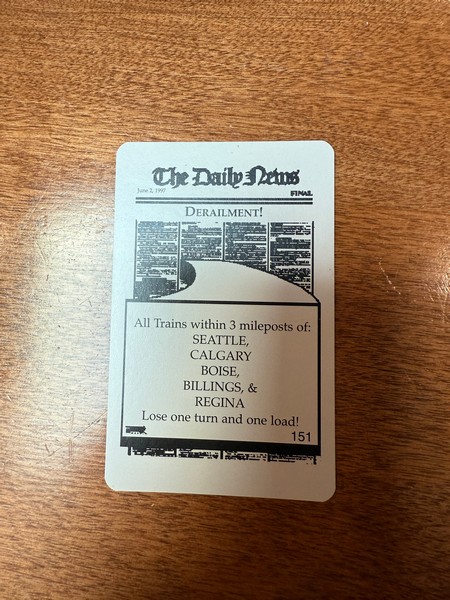 The Daily News
June 2, 1997
FINAL
DERAILMENT!
All Trains within 3 mileposts of:
SEATTLE,
CALGARY
BOISE,
BILLINGS, &
REGINA
Lose one turn and one load!
151